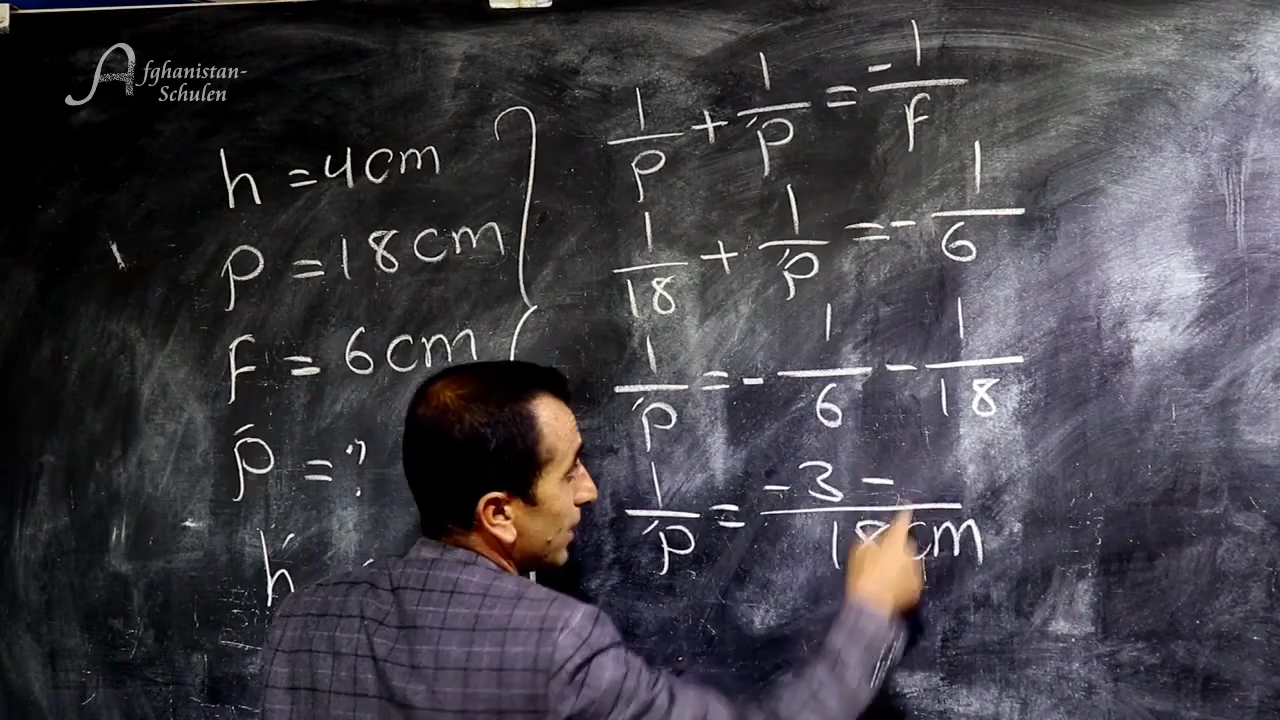 Afghanistan-
Schulen
h = 4cm
p = 18cm
F = 6cm
ṕ = ?
h́
1/p + 1/ṕ = -1/F
1/18 + 1/ṕ = - 1/6
1/ṕ = - 1/6 - 1/18
1/ṕ = -3 - / 18cm